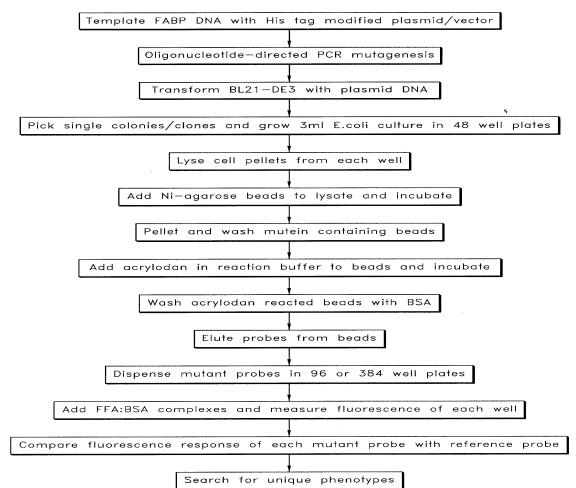 Template FABP DNA with His tag modified plasmid/vector
Oligonucleotide-directed PCR mutagenesis
Transform BL21-DE3 with plasmid DNA
Pick single colonies/clones and grow 3ml E.coli culture in 48 well plates
Lyse cell pellets from each well
Add Ni-agarose beads to lysate and incubate
Pellet and wash mutein containing beads
Add acrylodan in reaction buffer to beads and incubate
Wash acrylodan reacted beads with BSA
Elute probes from beads
Dispense mutant probes in 96 or 384 well plates
Add FFA:BSA complexes and measure fluorescence of each well
Compare fluorescence response of each mutant probe with reference probe
Search for unique phenotypes